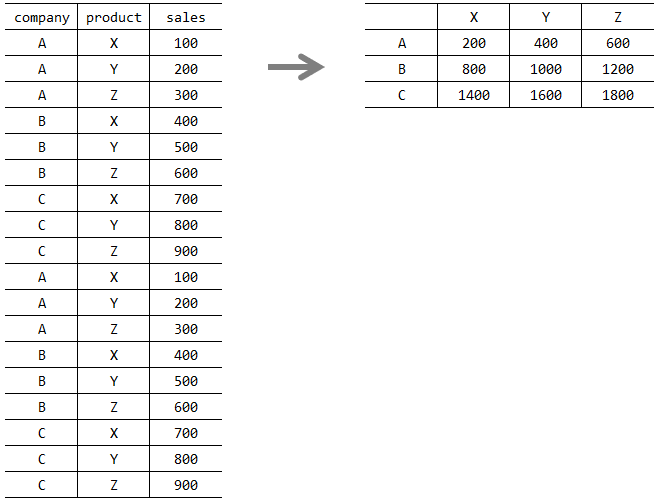 company product sales
A X 100
A Y 200
A Z 300
B X 400
B Y 500
B Z 600
C X 700
C Y 800
C Z 900
A X 100
A Y 200
A Z 300
B X 400
B Y 500
B Z 600
C X 700
C Y 800
C Z 900
X Y Z
A 200 400 600
B 800 1000 1200
C 1400 1600 1800